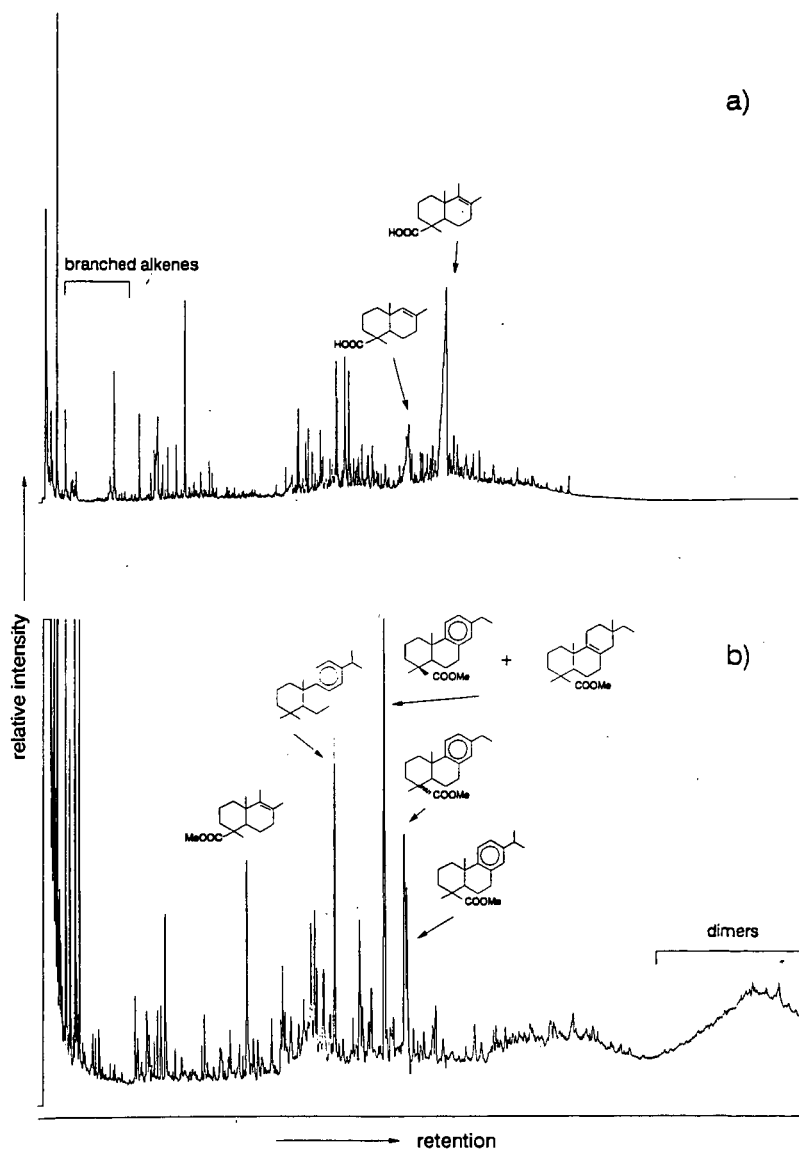 a)
HOOC
branched alkenes
HOOC
relative intensity
b)
COOMe
+
COOMe
COOMe
MeOOC
COOMe
dimers
retention